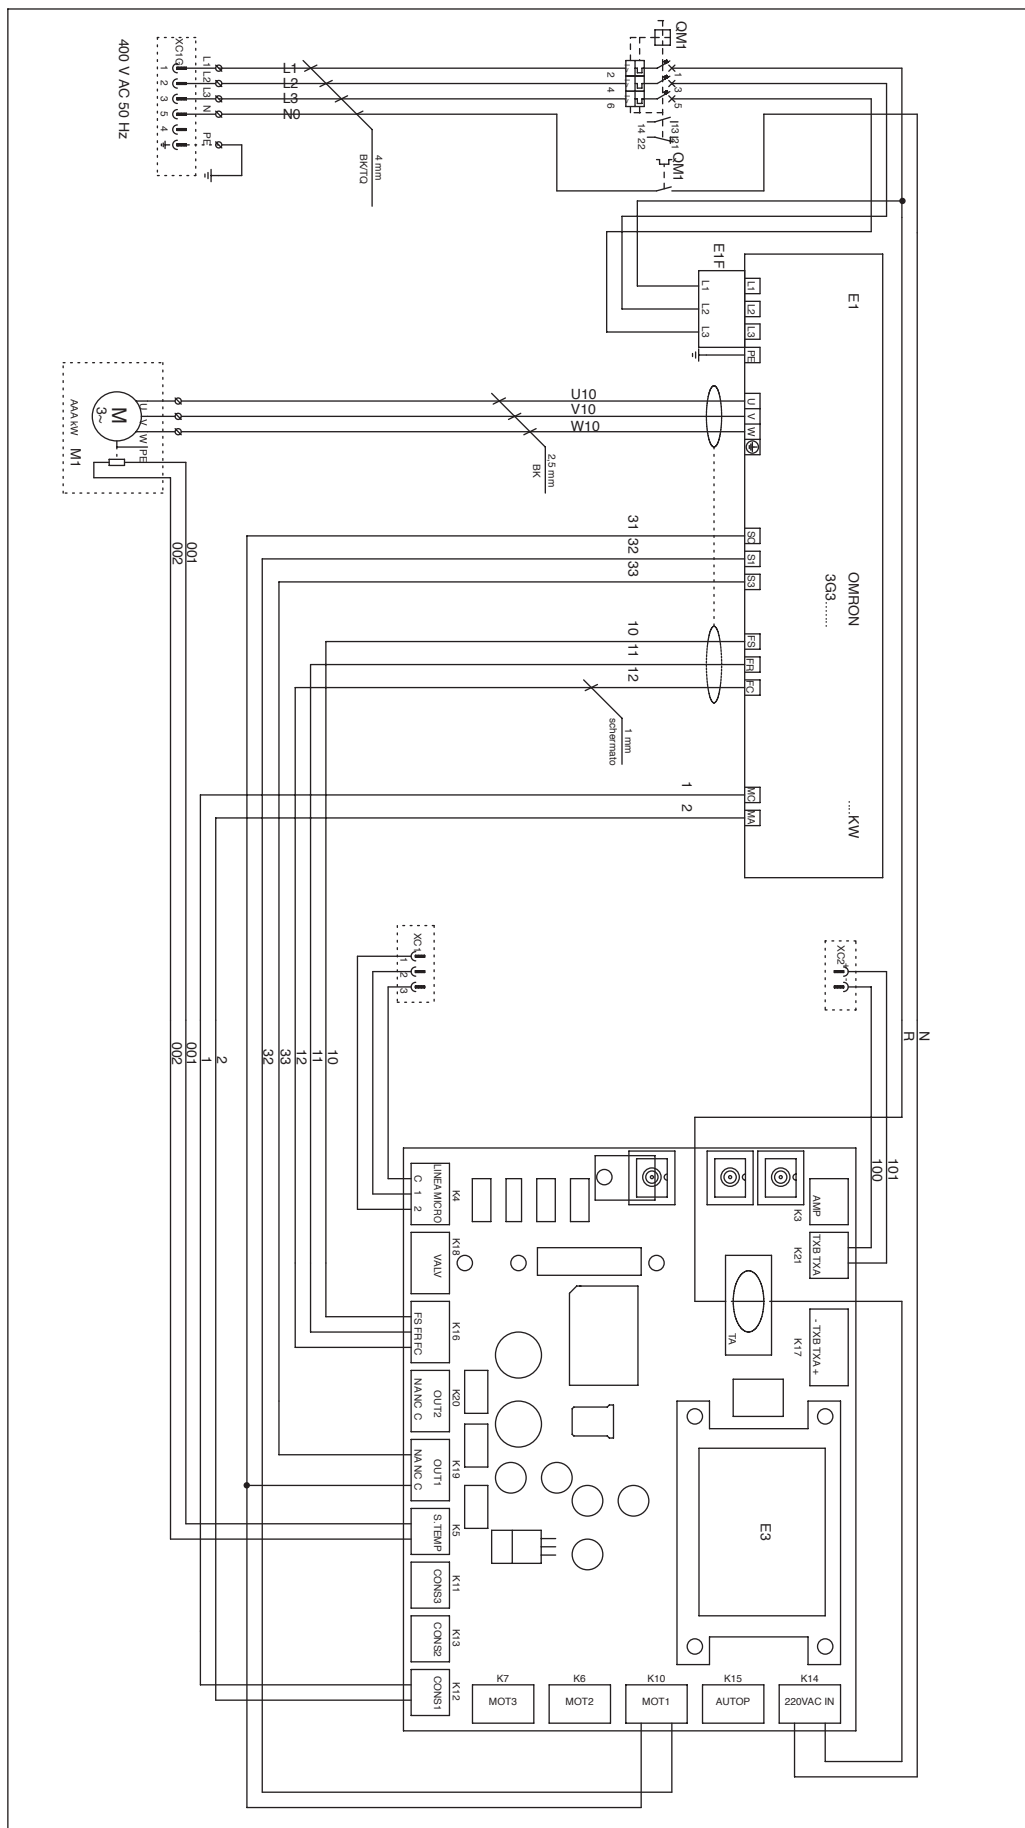 400 V AC 50 Hz
XC1G
1
2
3
5
4
L1
L2
L3
N
PE
L1
L2
L3
N0
4 mm
BK/TQ
QM1
2
4
6
1
3
5
13
21
14
22
QM1
E1F
L1
L2
L3
E1
L1
L2
L3
PE
U
V
W
OMRON
3G3........
....KW
SC
S1
S3
FS
FR
FC
MC
MA
U10
V10
W10
2,5 mm
BK
M
3~
U
V
W
PE
AAA kW
M1
001
002
31
32
33
10
11
12
1 mm
schermato
1
2
XC1
1
2
3
XC2
N
R
101
100
10
11
12
33
32
2
1
001
002
K4
LINEA MICRO
C 1 2
K18
VALV
K16
FS FR FC
K20
OUT2
NA NC C
K19
OUT1
NA NC C
K5
S.TEMP
K11
CONS3
K13
CONS2
K12
CONS1
K3
AMP
K21
TXB TXA
K17
- TXB TXA +
TA
E3
K7
MOT3
K6
MOT2
K10
MOT1
K15
AUTOP
K14
220VAC IN